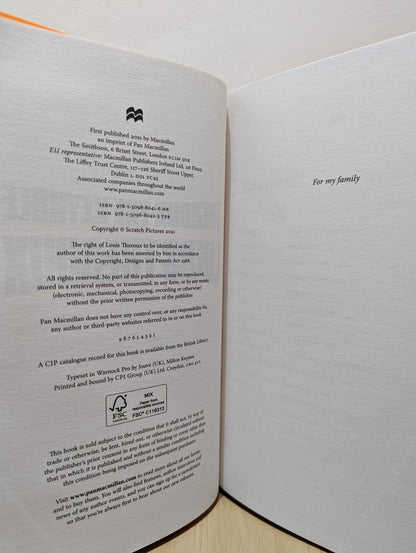 First published 2021 by Macmillan
an imprint of Pan Macmillan
The Smithson, 6 Briset Street, London EC1M 5NR
EU representative: Macmillan Publishers Ireland Ltd, 1st Floor,
The Liffey Trust Centre, 117–126 Sheriff Street Upper,
Dublin 1, D01 YC43
Associated companies throughout the world
www.panmacmillan.com
ISBN 978-1-5098-8042-6 HB
ISBN 978-1-5098-8042-3 TPB
Copyright © Scratch Pictures 2021
The right of Louis Theroux to be identified as the
author of this work has been asserted by him in accordance
with the Copyright, Designs and Patents Act 1988.
All rights reserved. No part of this publication may be reproduced,
stored in a retrieval system, or transmitted, in any form, or by any means
(electronic, mechanical, photocopying, recording or otherwise)
without the prior written permission of the publisher.
Pan Macmillan does not have any control over, or any responsibility for,
any author or third-party websites referred to in or on this book.
9 8 7 6 5 4 3 2 1
A CIP catalogue record for this book is available from the British Library.
Typeset in Warnock Pro by Jouve (UK), Milton Keynes
Printed and bound by CPI Group (UK) Ltd, Croydon, CR0 4YY
FSC
www.fsc.org
MIX
Paper from
responsible sources
FSC® C116313
This book is sold subject to the condition that it shall not, by way of
trade or otherwise, be lent, hired out, or otherwise circulated without
the publisher's prior consent in any form of binding or cover other than
that in which it is published and without a similar condition including
this condition being imposed on the subsequent purchaser.
Visit www.panmacmillan.com to read more about all our books
and to buy them. You will also find features, author interviews and
news of any author events, and you can sign up for e-newsletters
so that you're always first to hear about our new releases.
For my family